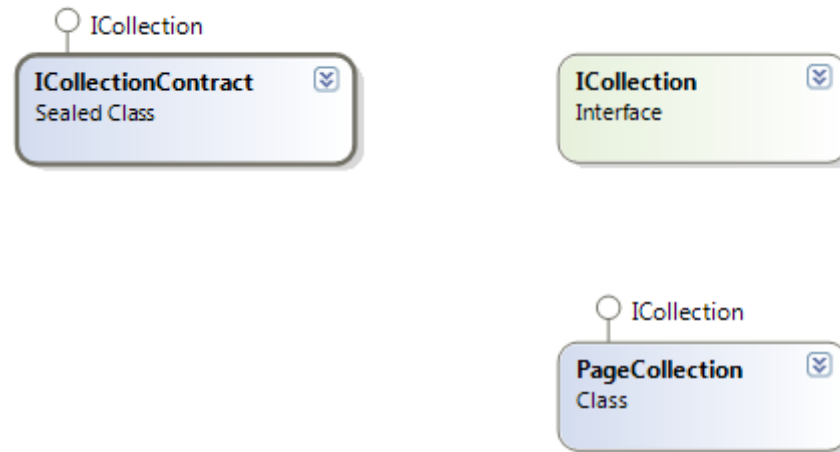 ICollection
ICollectionContract
Sealed Class
ICollection
Interface
ICollection
PageCollection
Class